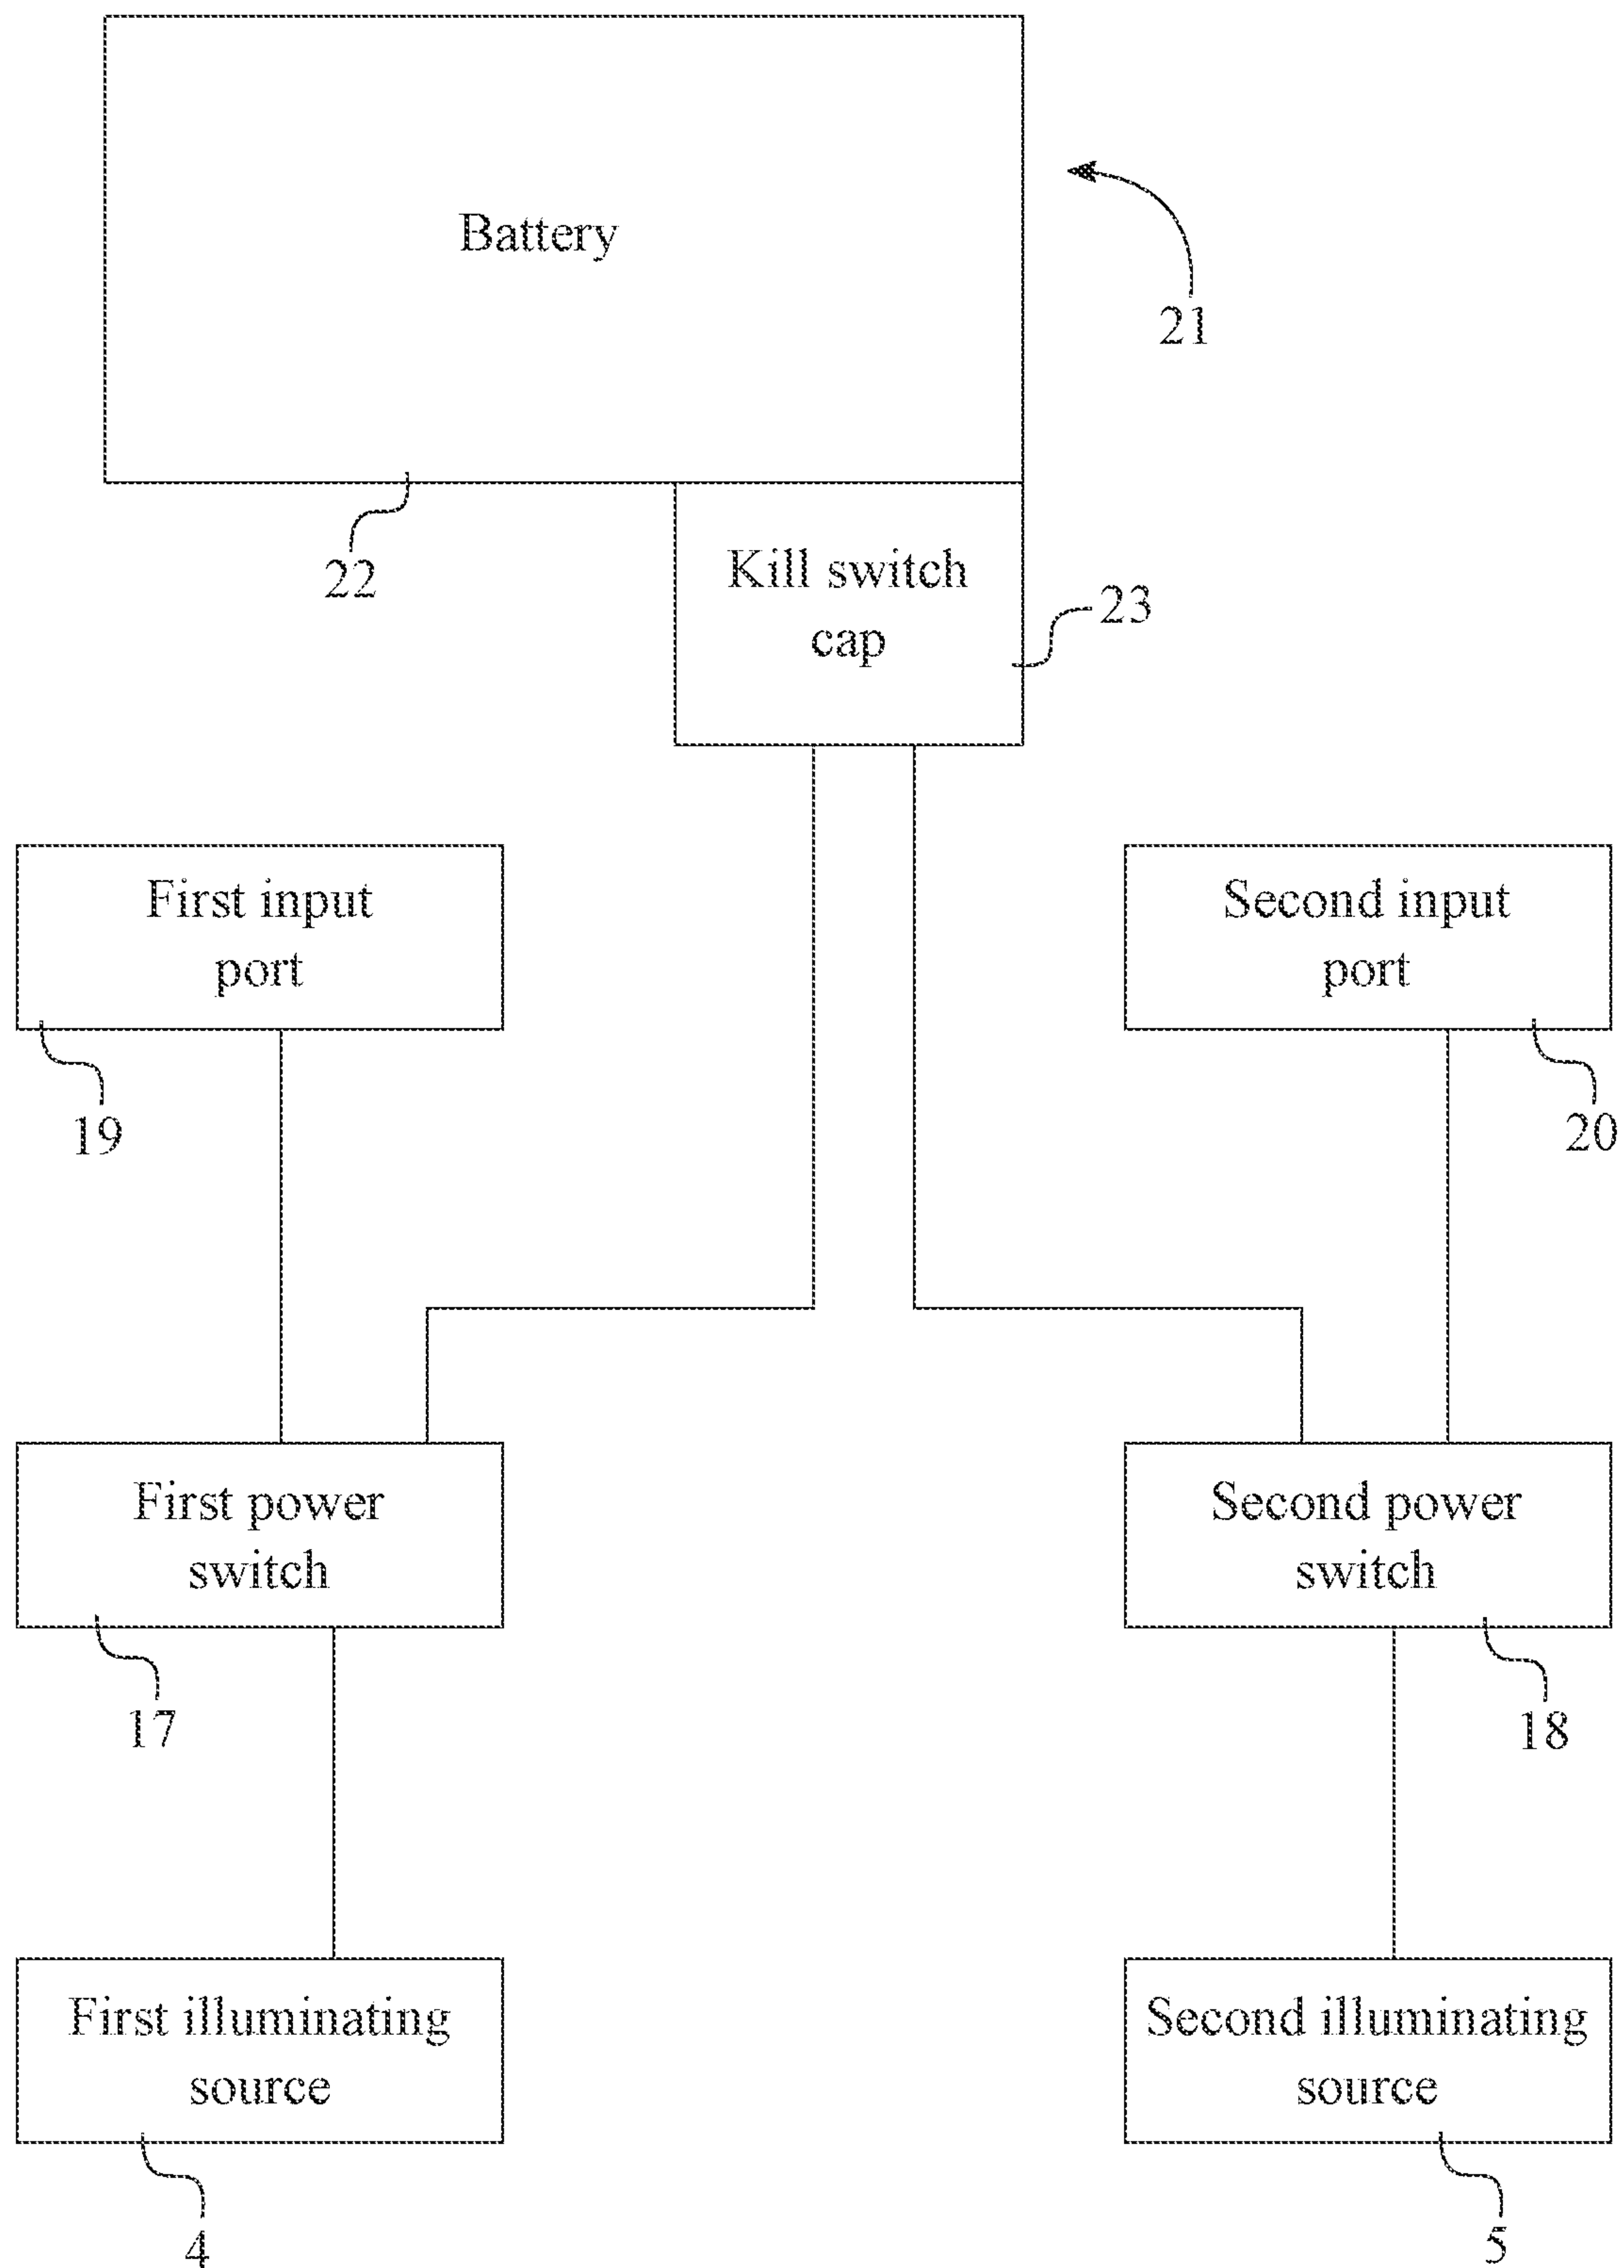 Battery
21
22
Kill switch
cap
23
First input
port
19
Second input
port
20
First power
switch
17
Second power
switch
18
First illuminating
source
4
Second illuminating
source
5